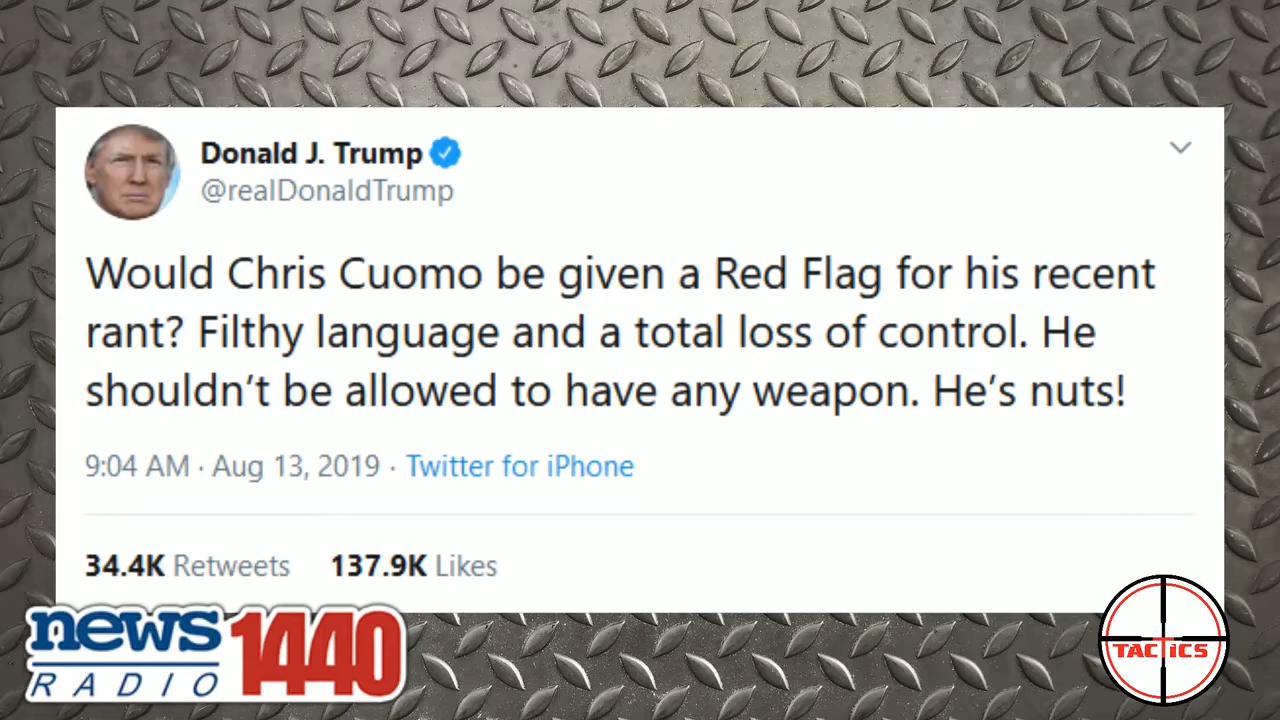 Donald J. Trump
@realDonaldTrump
Would Chris Cuomo be given a Red Flag for his recent
rant? Filthy language and a total loss of control. He
shouldn’t be allowed to have any weapon. He’s nuts!
9:04 AM · Aug 13, 2019 · Twitter for iPhone
34.4K Retweets 137.9K Likes
news
RADIO
1440
TACTICS